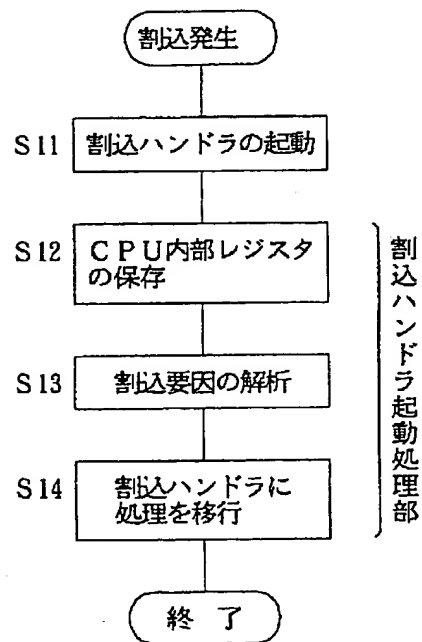 割込発生
S11 割込ハンドラの起動
S12 CPU内部レジスタ
の保存
S13 割込要因の解析
S14 割込ハンドラに
処理を移行
割込ハンドラ起動処理部
終了